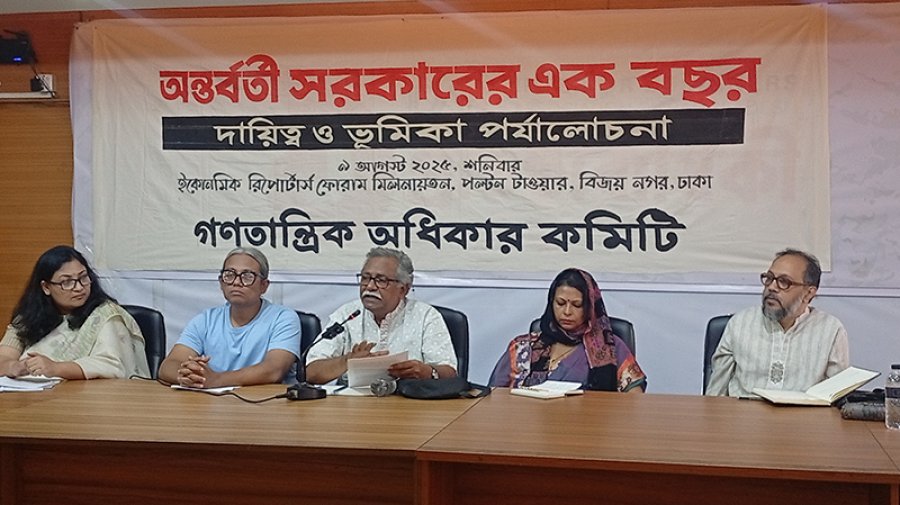 অন্তর্বর্তী সরকারের এক বছর
দায়িত্ব ও ভূমিকা পর্যালোচনা
৯ আগস্ট ২০২৫, শনিবার
ইকোনমিক রিপোর্টার্স ফোরাম মিলনায়তন, পল্টন টাওয়ার, বিজয় নগর, ঢাকা
গণতান্ত্রিক অধিকার কমিটি